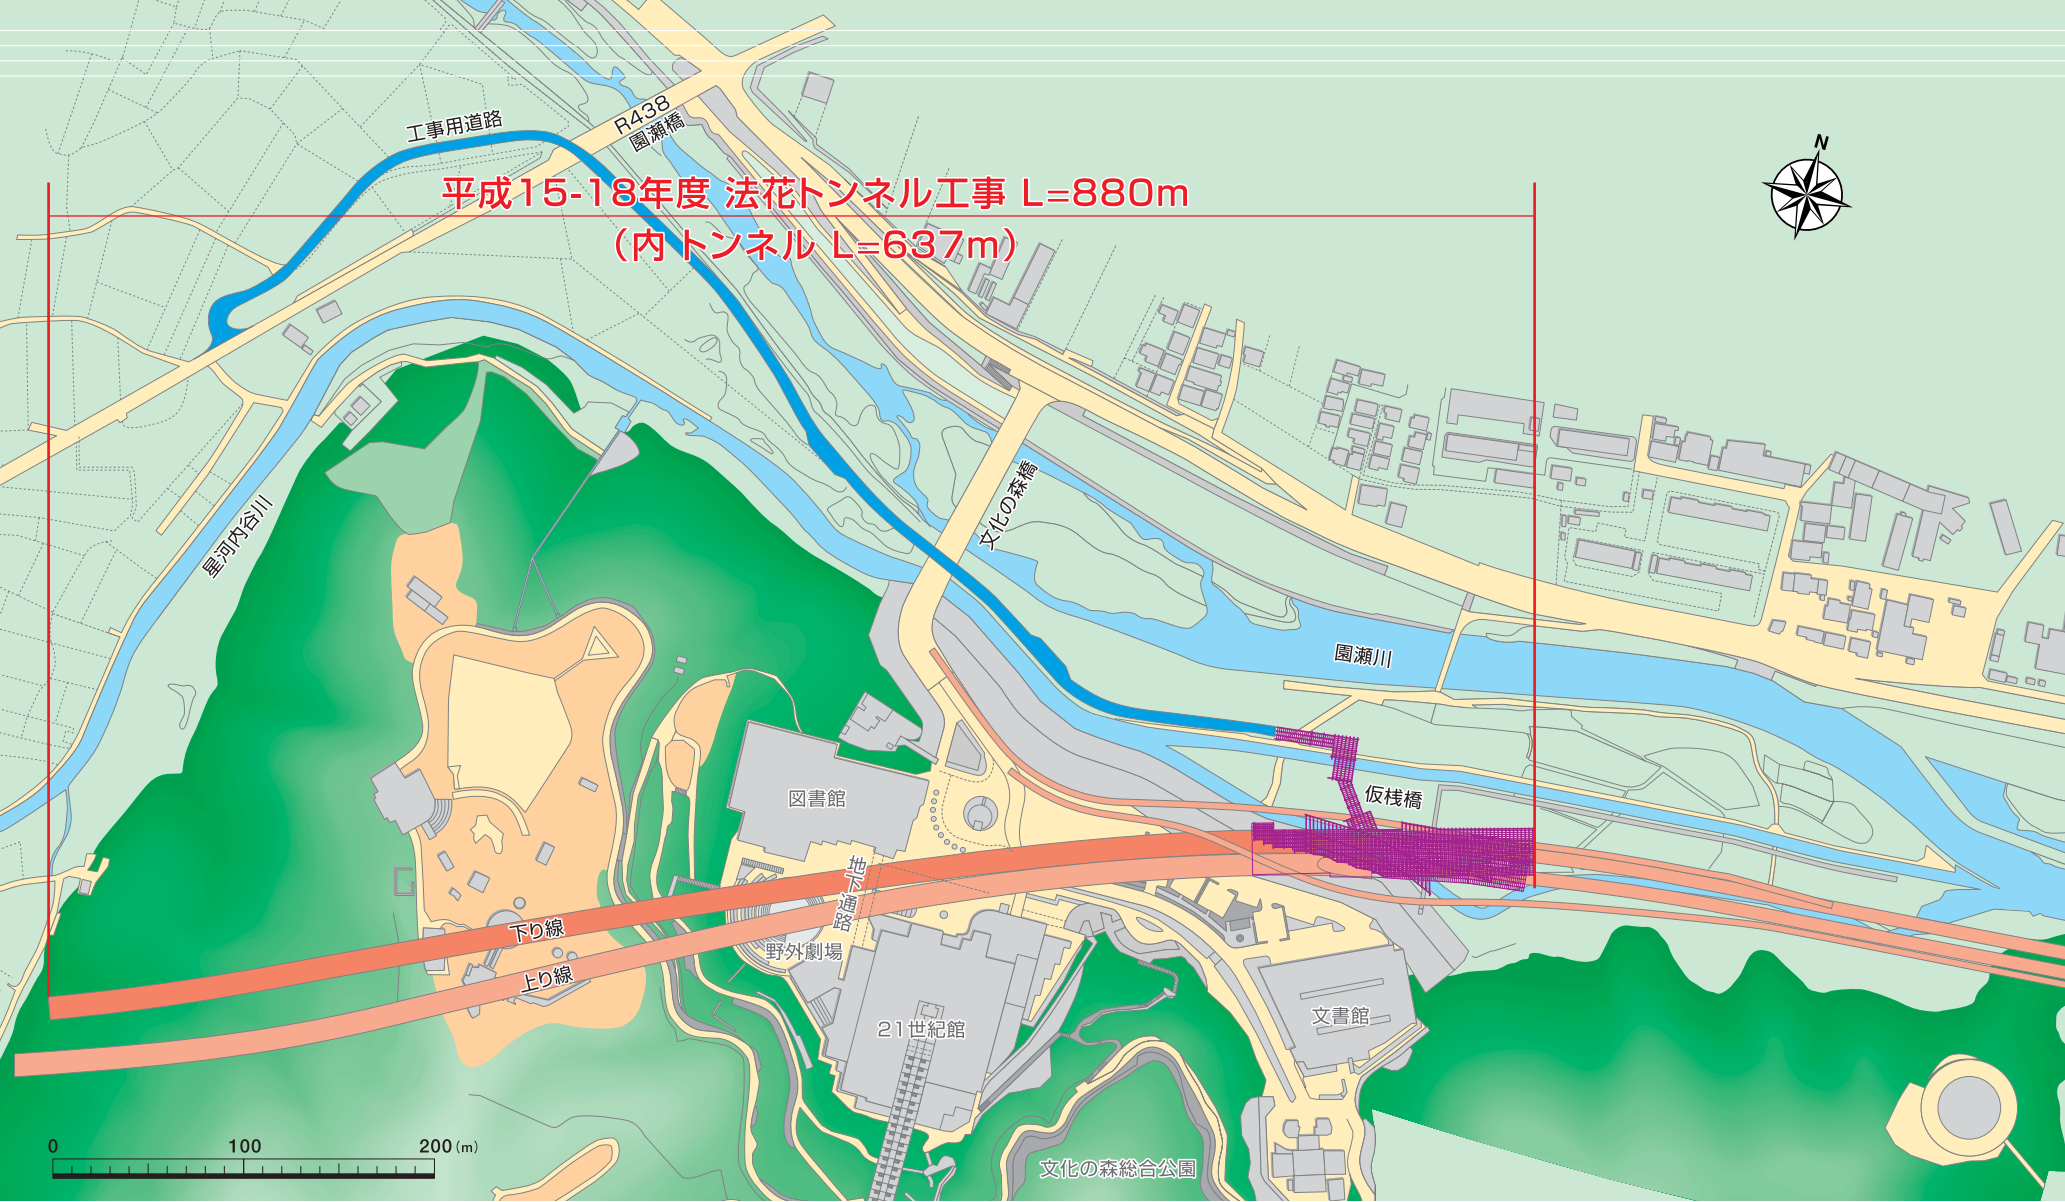 工事用道路
R438
園瀬橋
N
平成15-18年度 法花トンネル工事 L=880m
（内 トンネル L=637m）
文化の森橋
星河内谷川
園瀬川
図書館
仮桟橋
地下通路
下り線
野外劇場
上り線
21世紀館
文書館
0 100 200(m)
文化の森総合公園